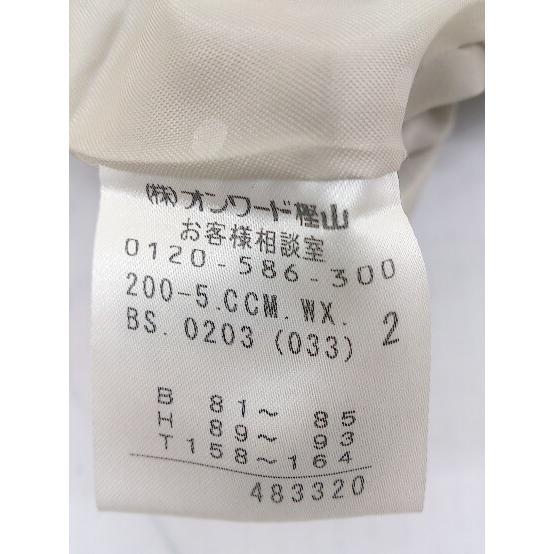 (株)オンワード樫山
お客様相談室
0120-586-300
200-5.CCM.WX.
BS.0203 (033) 2
B 81～ 85
H 89～ 93
T158～164
483320